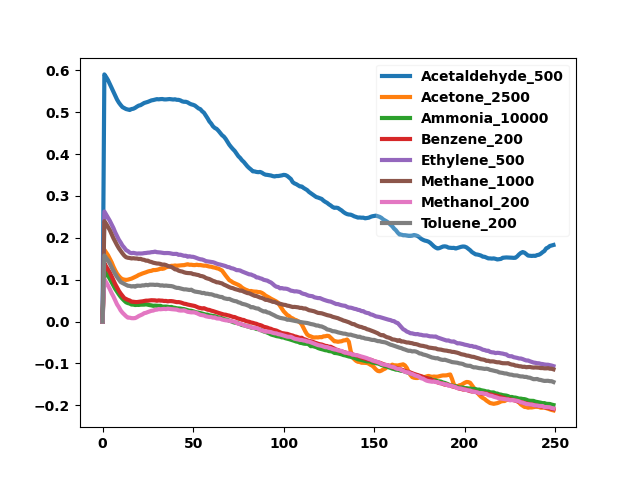 0.6
0.5
0.4
0.3
0.2
0.1
0.0
−0.1
−0.2
0
50
100
150
200
250
Acetaldehyde_500
Acetone_2500
Ammonia_10000
Benzene_200
Ethylene_500
Methane_1000
Methanol_200
Toluene_200